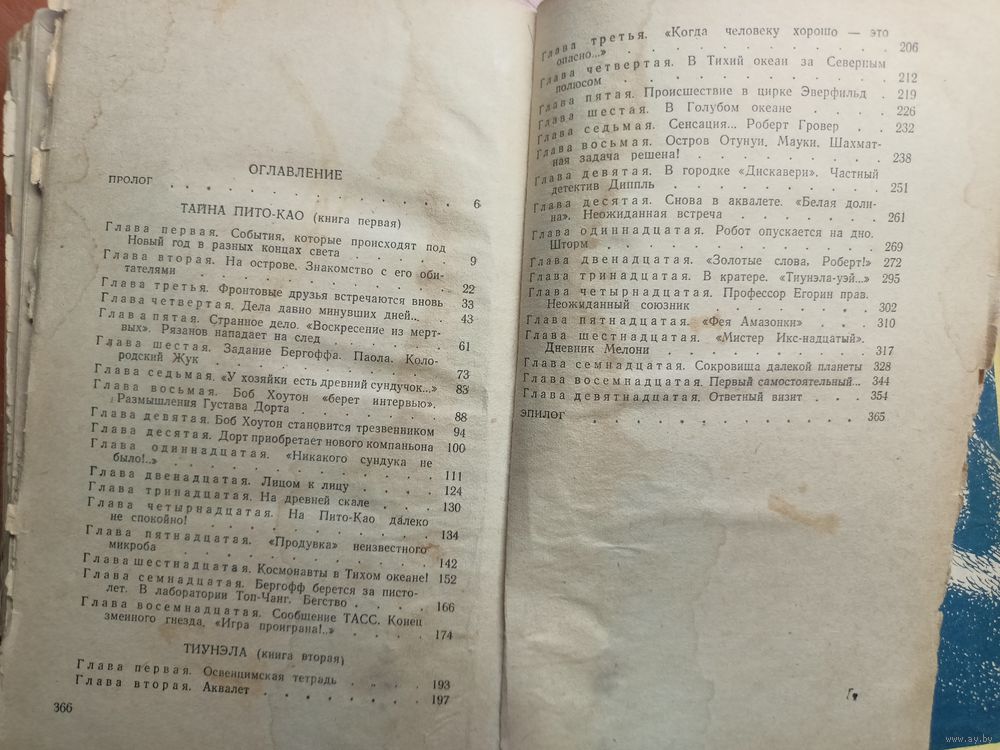 ОГЛАВЛЕНИЕ
ПРОЛОГ . . . . . . . . . . 6
ТАЙНА ПИТО-КАО (книга первая)
Глава первая. События, которые происходят под
Новый год в разных концах света . . . . . 9
Глава вторая. На острове. Знакомство с его оби-
тателями . . . . . . . . . . 22
Глава третья. Фронтовые друзья встречаются вновь 33
Глава четвертая. Дела давно минувших дней... . . 43
Глава пятая. Странное дело. «Воскресение из мерт-
вых». Рязанов нападает на след . . . . . 61
Глава шестая. Задание Бергоффа. Паола. Коло-
родский Жук . . . . . . . . . . 73
Глава седьмая. «У хозяйки есть древний сундучок...» 83
Глава восьмая. Боб Хоутон «берет интервью».
Размышления Густава Дорта . . . . . . 88
Глава девятая. Боб Хоутон становится трезвенником 94
Глава десятая. Дорт приобретает нового компаньона 100
Глава одиннадцатая. «Никакого сундука не
было!..» . . . . . . . . . . 111
Глава двенадцатая. Лицом к лицу . . . . 124
Глава тринадцатая. На древней скале . . . . 130
Глава четырнадцатая. На Пито-Као далеко
не спокойно! . . . . . . . . . . 134
Глава пятнадцатая. «Продувка» неизвестного
микроба . . . . . . . . . . 142
Глава шестнадцатая. Космонавты в Тихом океане! 152
Глава семнадцатая. Бергофф берется за писто-
лет. В лаборатории Топ-Чанг. Бегство . . . . 166
Глава восемнадцатая. Сообщение ТАСС. Конец
змеиного гнезда. «Игра проиграна!..» . . . . 174
ТИУНЭЛА (книга вторая)
Глава первая. Освенцимская тетрадь . . . . 193
Глава вторая. Аквалет . . . . . . . 197
366
Глава третья. «Когда человеку хорошо — это
опасно...» . . . . . . . . . . 206
Глава четвертая. В Тихий океан за Северным
полюсом . . . . . . . . . . 212
Глава пятая. Происшествие в цирке Эверфильд . 219
Глава шестая. В Голубом океане . . . . 226
Глава седьмая. Сенсация... Роберт Гровер . . 232
Глава восьмая. Остров Отунуи. Мауки. Шахмат-
ная задача решена! . . . . . . . . 238
Глава девятая. В городке «Дискавери». Частный
детектив Диппль . . . . . . . . 251
Глава десятая. Снова в аквалете. «Белая доли-
на». Неожиданная встреча . . . . . . 261
Глава одиннадцатая. Робот опускается на дно.
Шторм . . . . . . . . . . 269
Глава двенадцатая. «Золотые слова, Роберт!» 272
Глава тринадцатая. В кратере. «Тиунэла-уэй...» 295
Глава четырнадцатая. Профессор Егорин прав.
Неожиданный союзник . . . . . . . 302
Глава пятнадцатая. «Фея Амазонки» . . . . 310
Глава шестнадцатая. «Мистер Икс-надцатый».
Дневник Мелони . . . . . . . . 317
Глава семнадцатая. Сокровища далекой планеты 328
Глава восемнадцатая. Первый самостоятельный... 344
Глава девятнадцатая. Ответный визит . . . 354
ЭПИЛОГ . . . . . . . . . . 365
www.ay.by